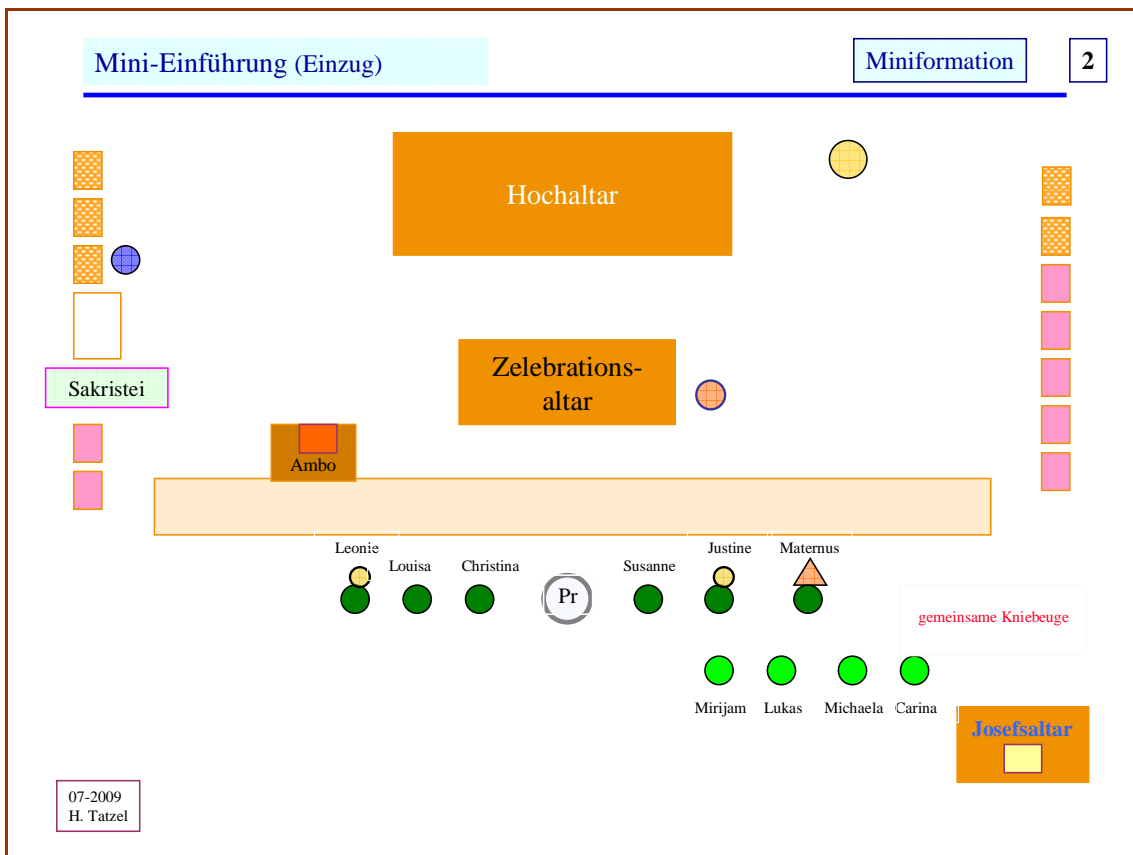 Mini-Einführung (Einzug)
Miniformation
2
Hochaltar
Zelebrations-
altar
Sakristei
Ambo
Leonie
Louisa
Christina
Pr
Susanne
Justine
Maternus
gemeinsame Kniebeuge
Mirijam
Lukas
Michaela
Carina
Josefsaltar
07-2009
H. Tatzel